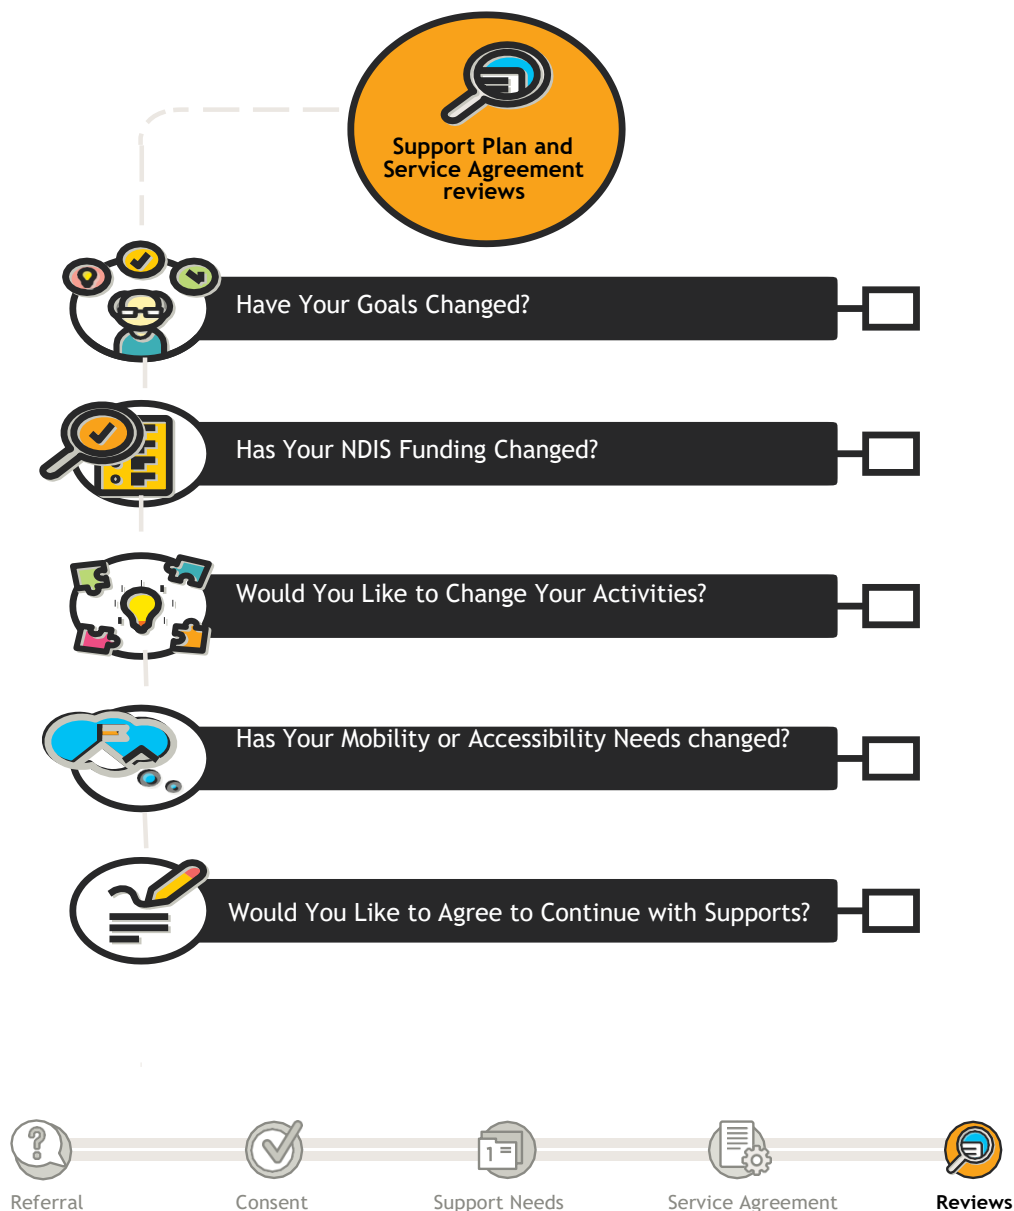 Support Plan and
Service Agreement
reviews
Have Your Goals Changed?
Has Your NDIS Funding Changed?
Would You Like to Change Your Activities?
Has Your Mobility or Accessibility Needs changed?
Would You Like to Agree to Continue with Supports?
?
1
Referral
Consent
Support Needs
Service Agreement
Reviews